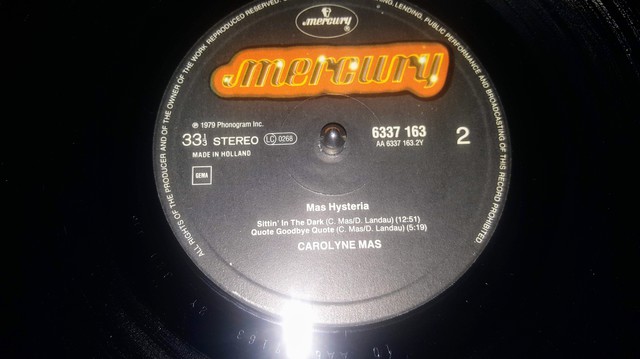 mercury
mercury
℗ 1979 Phonogram Inc.
33⅓ STEREO LC 0268
MADE IN HOLLAND
GEMA
6337 163
AA 6337 163.2Y
2
Mas Hysteria
Sittin' In The Dark (C. Mas/D. Landau) (12:51)
Quote Goodbye Quote (C. Mas/D. Landau) (5:19)
CAROLYNE MAS
ALL RIGHTS OF THE PRODUCER AND OF THE OWNER OF THE WORK REPRODUCED RESERVED. LENDING, PUBLIC PERFORMANCE AND BROADCASTING OF THIS RECORD PROHIBITED.